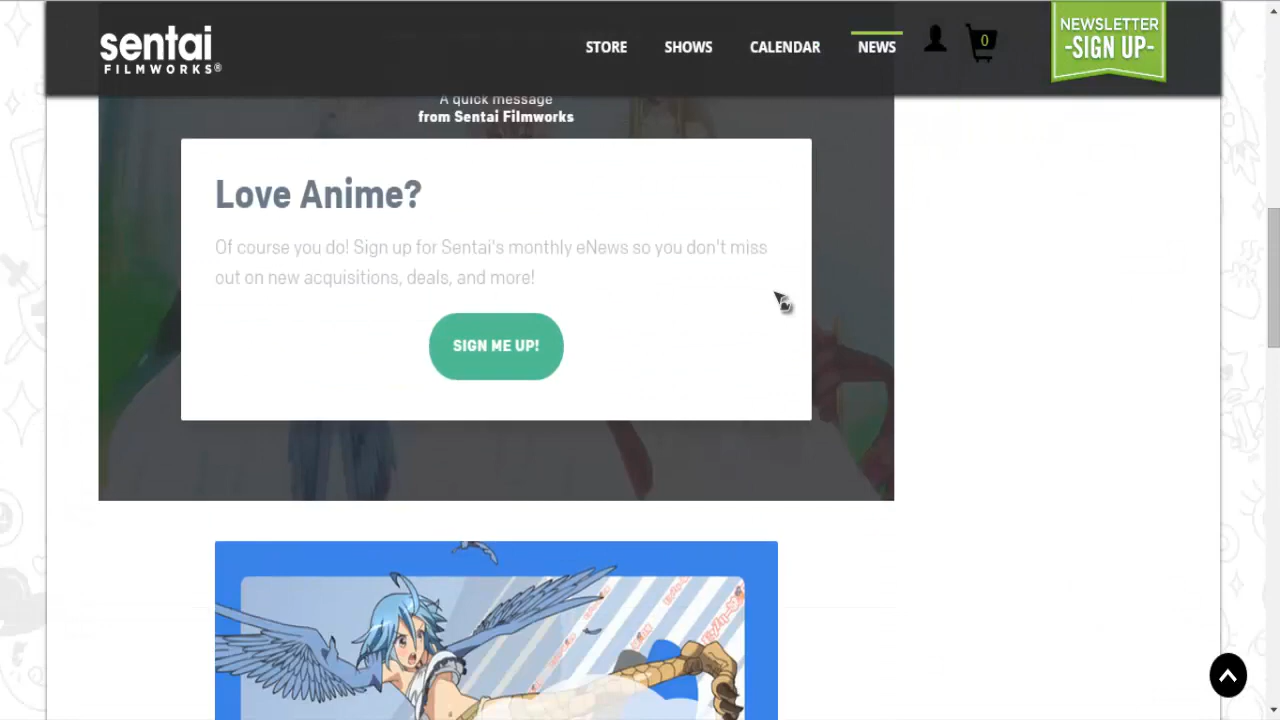 sentai
FILMWORKS®
STORE
SHOWS
CALENDAR
NEWS
0
NEWSLETTER
-SIGN UP-
A quick message
from Sentai Filmworks
Love Anime?
Of course you do! Sign up for Sentai's monthly eNews so you don't miss
out on new acquisitions, deals, and more!
SIGN ME UP!